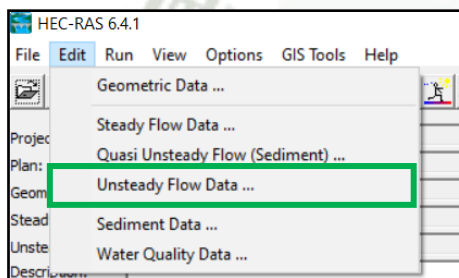 HEC-RAS 6.4.1
File Edit Run View Options GIS Tools Help
Geometric Data ...
Steady Flow Data ...
Projec
Quasi Unsteady Flow (Sediment) ...
Plan:
Unsteady Flow Data ...
Geom
Stead
Sediment Data ...
Unste
Water Quality Data ...
Descri